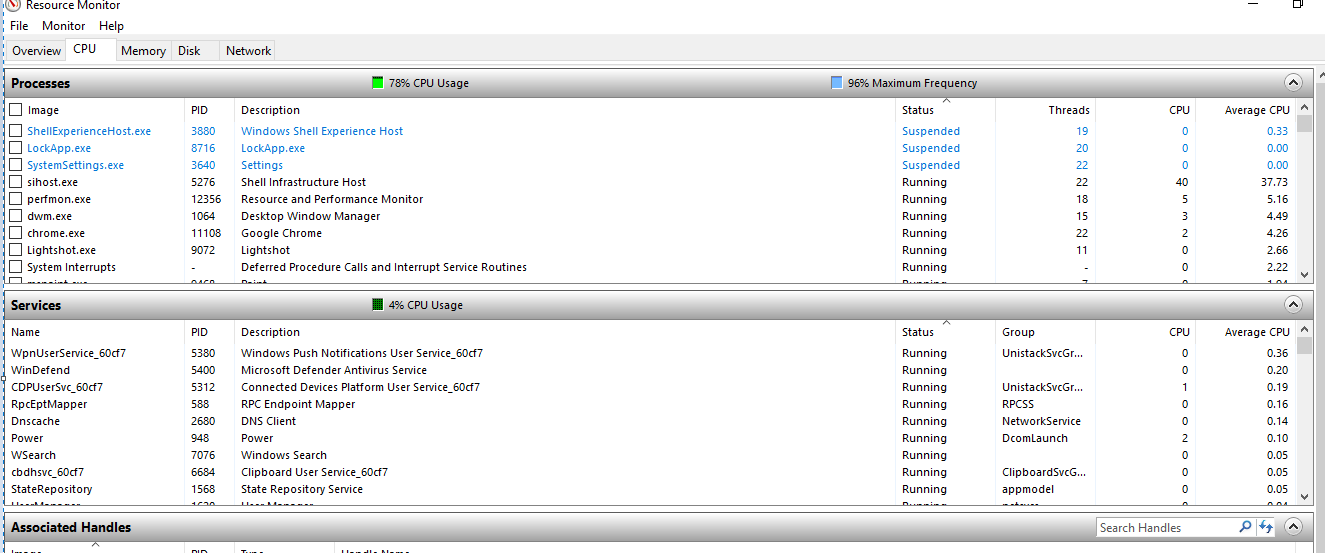 Resource Monitor
File Monitor Help
Overview CPU Memory Disk Network
Processes 78% CPU Usage 96% Maximum Frequency
Image PID Description Status Threads CPU Average CPU
ShellExperienceHost.exe 3880 Windows Shell Experience Host Suspended 19 0 0.33
LockApp.exe 8716 LockApp.exe Suspended 20 0 0.00
SystemSettings.exe 3640 Settings Suspended 22 0 0.00
sihost.exe 5276 Shell Infrastructure Host Running 22 40 37.73
perfmon.exe 12356 Resource and Performance Monitor Running 18 5 5.16
dwm.exe 1064 Desktop Window Manager Running 15 3 4.49
chrome.exe 11108 Google Chrome Running 22 2 4.26
Lightshot.exe 9072 Lightshot Running 11 0 2.66
System Interrupts - Deferred Procedure Calls and Interrupt Service Routines Running - 0 2.22
Services 4% CPU Usage
Name PID Description Status Group CPU Average CPU
WpnUserService_60cf7 5380 Windows Push Notifications User Service_60cf7 Running UnistackSvcGr... 0 0.36
WinDefend 5400 Microsoft Defender Antivirus Service Running 0 0.20
CDPUserSvc_60cf7 5312 Connected Devices Platform User Service_60cf7 Running UnistackSvcGr... 1 0.19
RpcEptMapper 588 RPC Endpoint Mapper Running RPCSS 0 0.16
Dnscache 2680 DNS Client Running NetworkService 0 0.14
Power 948 Power Running DcomLaunch 2 0.10
WSearch 7076 Windows Search Running 0 0.05
cbdhsvc_60cf7 6684 Clipboard User Service_60cf7 Running ClipboardSvcG... 0 0.05
StateRepository 1568 State Repository Service Running appmodel 0 0.05
Associated Handles Search Handles